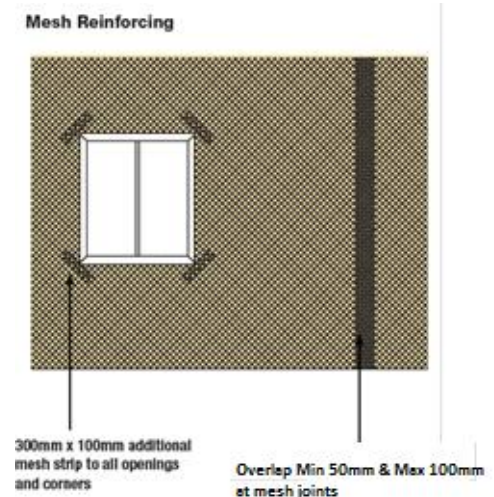 Mesh Reinforcing
300mm x 100mm additional
mesh strip to all openings
and corners
Overlap Min 50mm & Max 100mm
at mesh joints